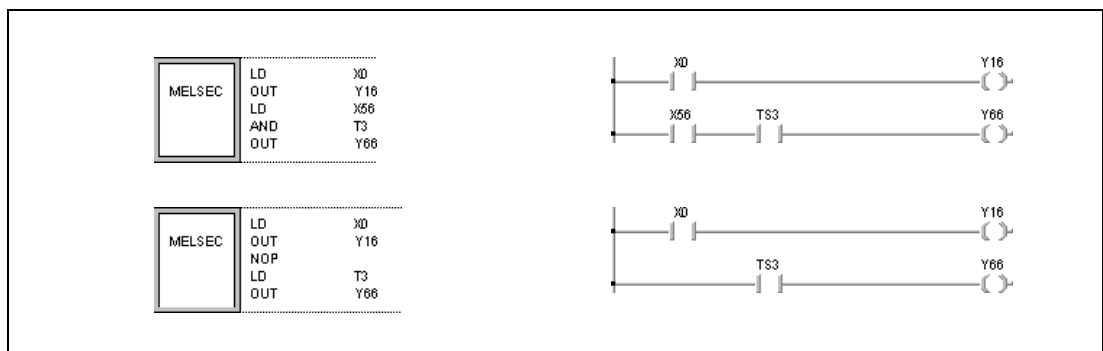 MELSEC
LD X0
OUT Y16
LD X56
AND T3
OUT Y66
X0 Y16
X56 TS3 Y66
MELSEC
LD X0
OUT Y16
NOP
LD T3
OUT Y66
X0 Y16
TS3 Y66